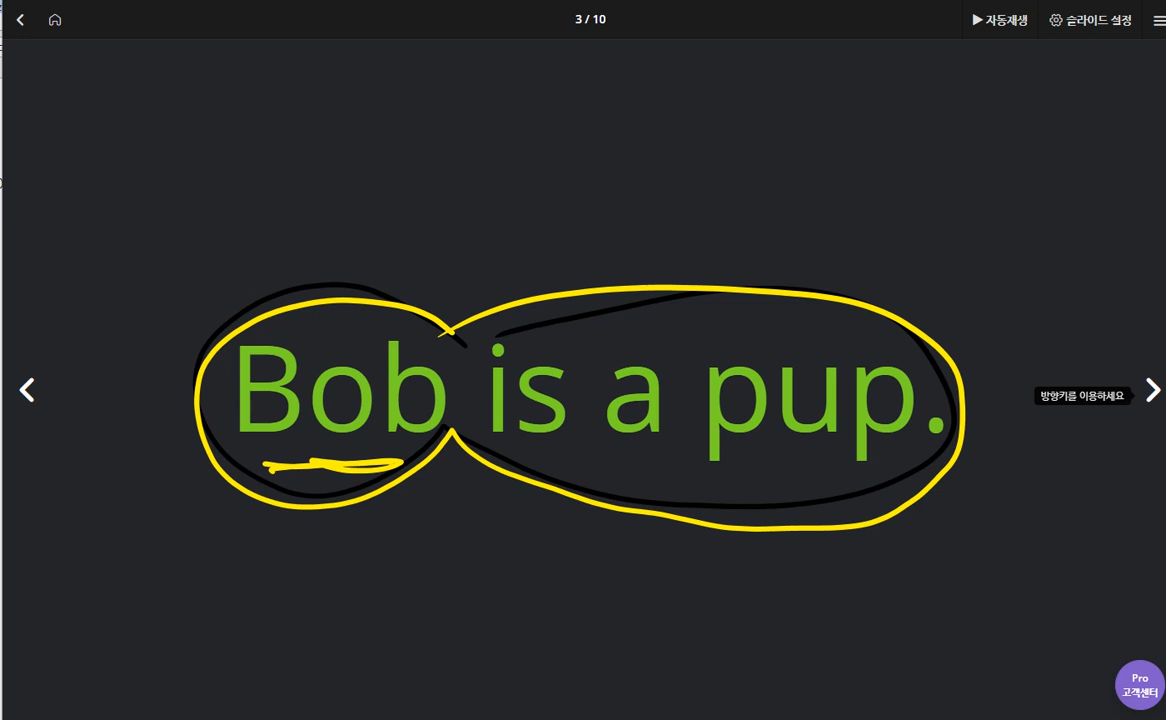 3 / 10
▶ 자동재생
슬라이드 설정
Bob is a pup.
방향키를 이용하세요
Pro
고객센터